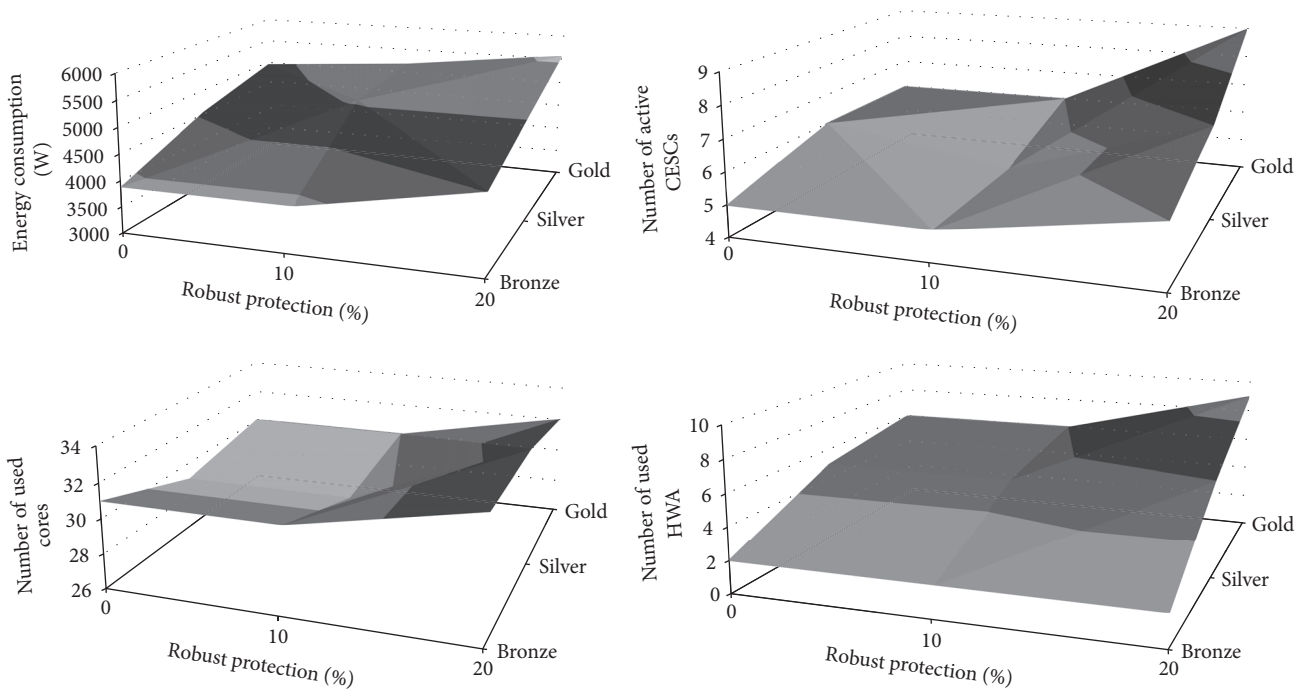 Energy consumption
(W)
6000
5500
5000
4500
4000
3500
3000
0
10
20
Robust protection (%)
Gold
Silver
Bronze
Number of active
CESCs
9
8
7
6
5
4
0
10
20
Robust protection (%)
Gold
Silver
Bronze
Number of used
cores
34
32
30
28
26
0
10
20
Robust protection (%)
Gold
Silver
Bronze
Number of used
HWA
10
8
6
4
2
0
0
10
20
Robust protection (%)
Gold
Silver
Bronze